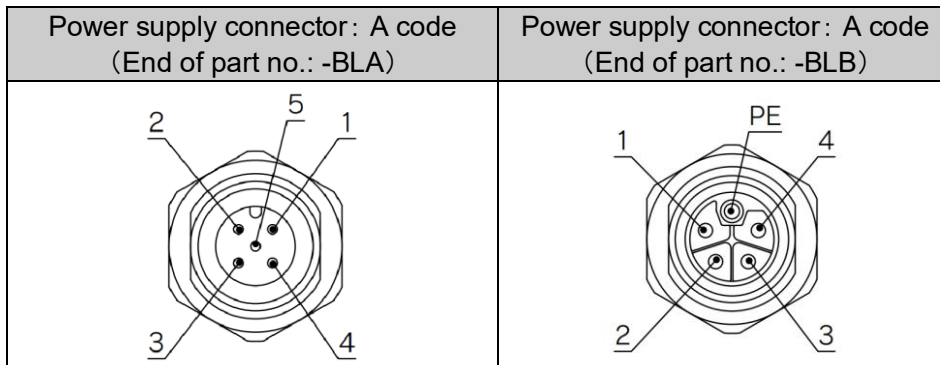 Power supply connector: A code
(End of part no.: -BLA)
Power supply connector: A code
(End of part no.: -BLB)
5
2
1
3
4
PE
1
4
2
3